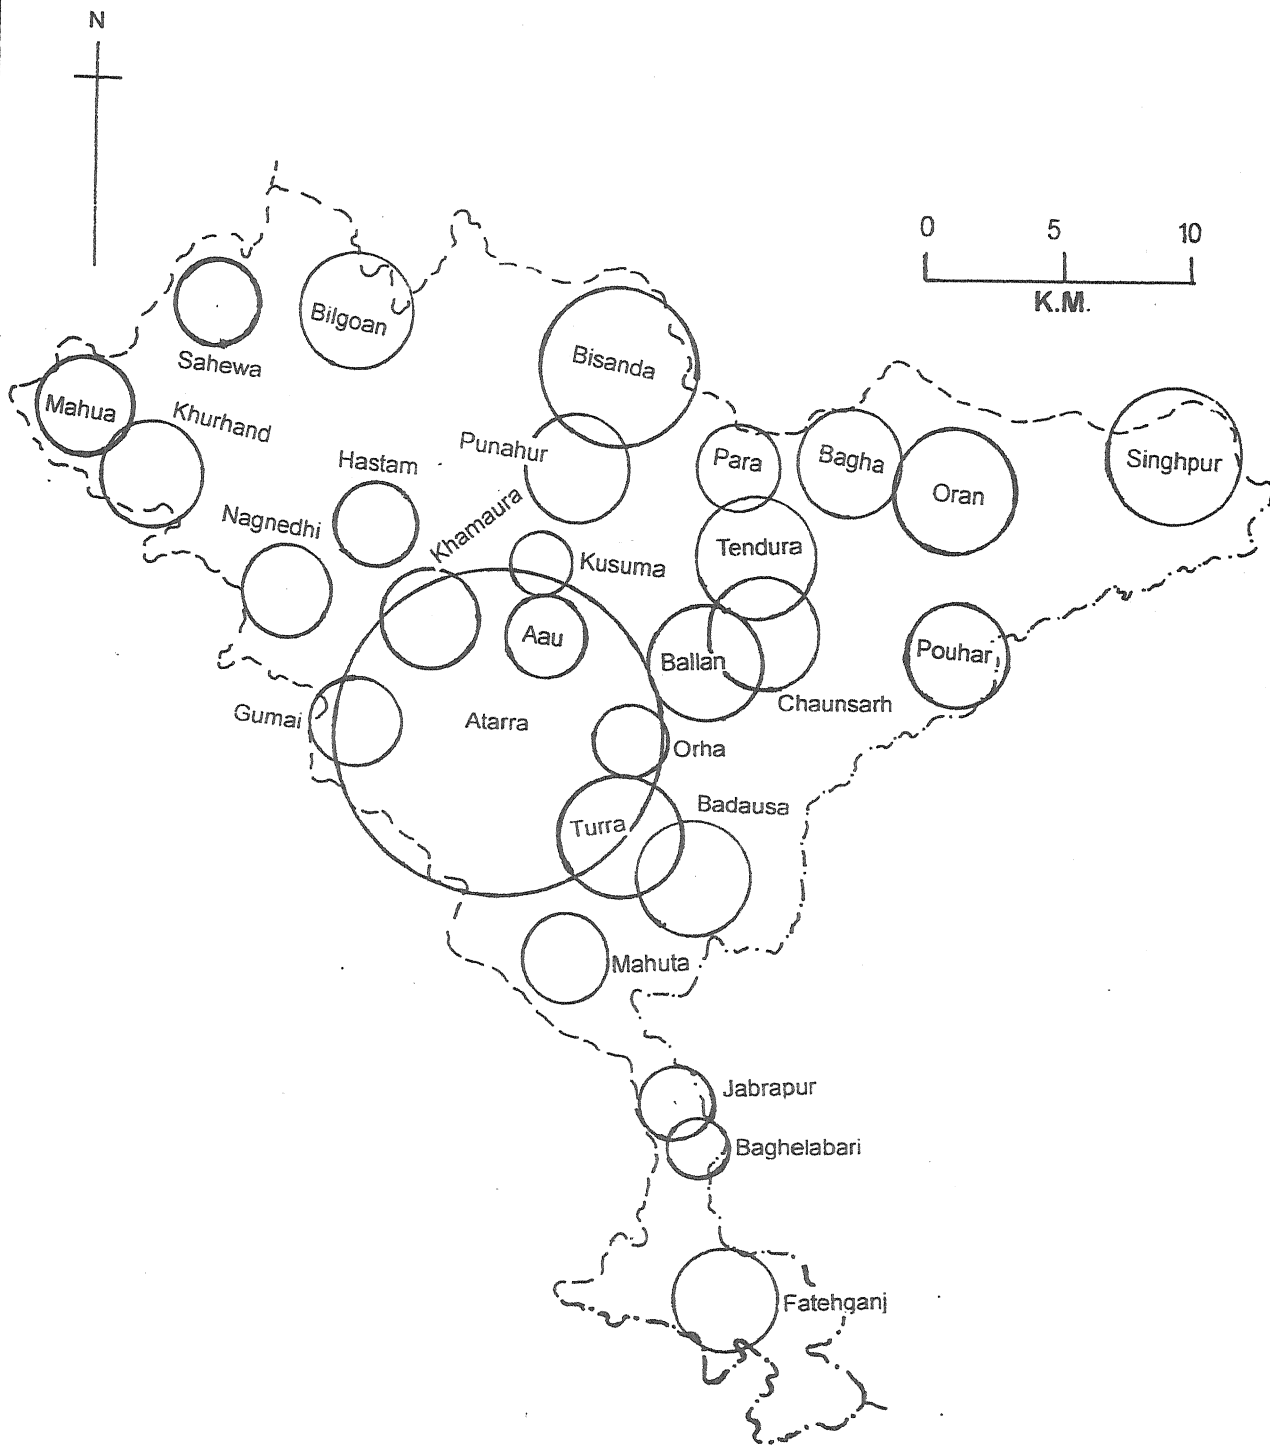 N
0 5 10
K.M.
Bilgoan
Sahewa
Bisanda
Mahua
Khurhand
Punahur
Hastam
Para
Bagha
Oran
Singhpur
Nagnedhi
Khamaura
Kusuma
Tendura
Aau
Ballan
Pouhar
Chaunsarh
Gumai
Atarra
Orha
Turra
Badausa
Mahuta
Jabrapur
Baghelabari
Fatehganj